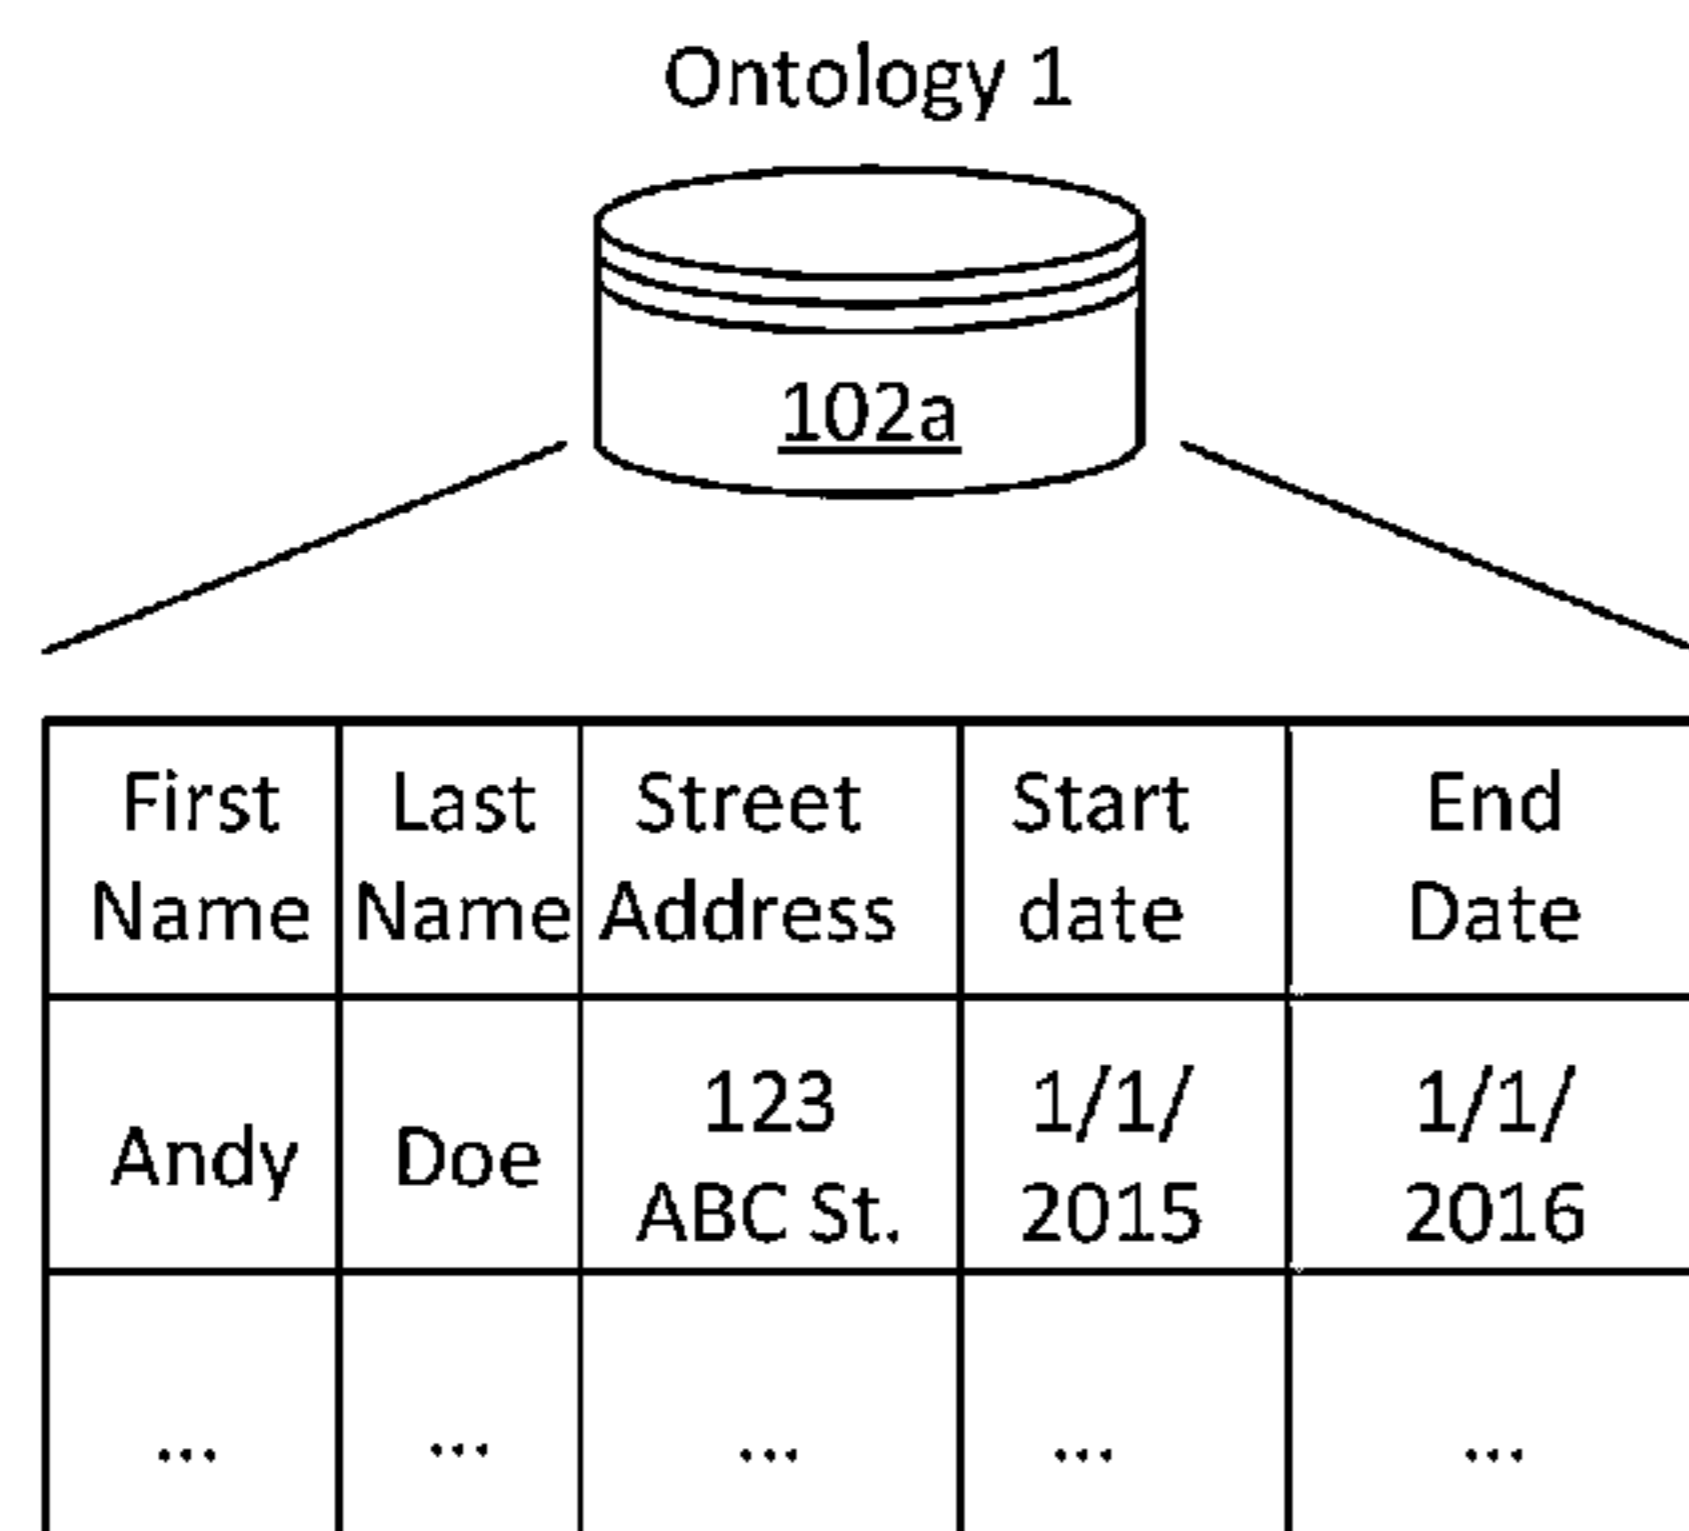 Ontology 1
102a
First Name
Last Name
Street Address
Start date
End Date
Andy
Doe
123 ABC St.
1/1/ 2015
1/1/ 2016
... ... ... ... ...